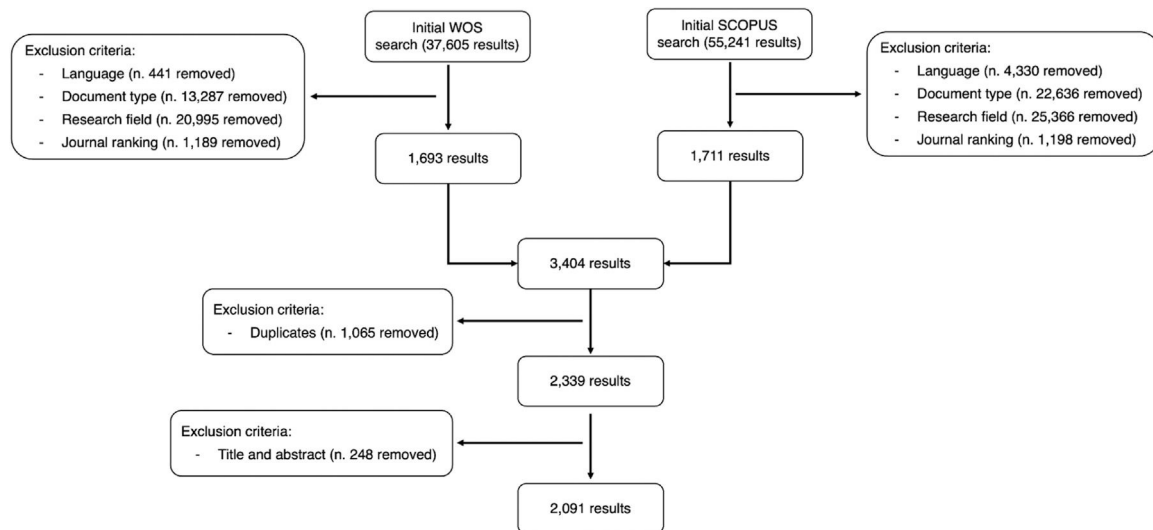 Initial WOS
search (37,605 results)
Initial SCOPUS
search (55,241 results)
Exclusion criteria:
- Language (n. 441 removed)
- Document type (n. 13,287 removed)
- Research field (n. 20,995 removed)
- Journal ranking (n. 1,189 removed)
Exclusion criteria:
- Language (n. 4,330 removed)
- Document type (n. 22,636 removed)
- Research field (n. 25,366 removed)
- Journal ranking (n. 1,198 removed)
1,693 results
1,711 results
3,404 results
Exclusion criteria:
- Duplicates (n. 1,065 removed)
2,339 results
Exclusion criteria:
- Title and abstract (n. 248 removed)
2,091 results